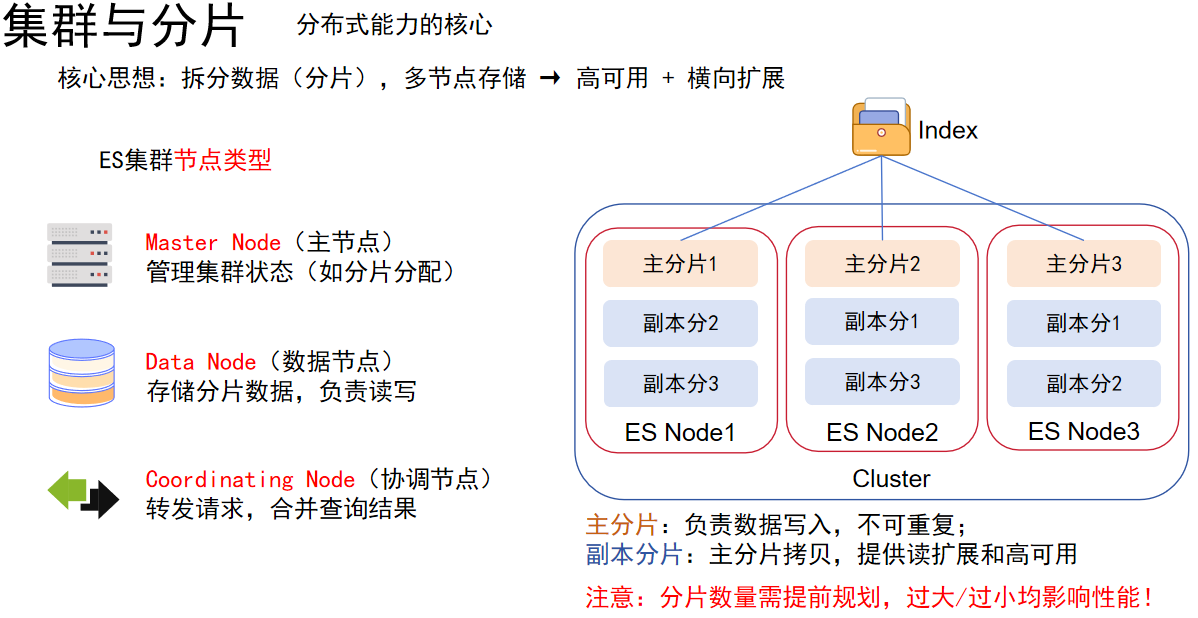 集群与分片
分布式能力的核心
核心思想：拆分数据（分片），多节点存储 → 高可用 + 横向扩展
ES集群节点类型
Master Node（主节点）
管理集群状态（如分片分配）
Data Node（数据节点）
存储分片数据，负责读写
Coordinating Node（协调节点）
转发请求，合并查询结果
Index
主分片1
副本分2
副本分3
ES Node1
主分片2
副本分1
副本分3
ES Node2
主分片3
副本分1
副本分2
ES Node3
Cluster
主分片：负责数据写入，不可重复；
副本分片：主分片拷贝，提供读扩展和高可用
注意：分片数量需提前规划，过大/过小均影响性能！